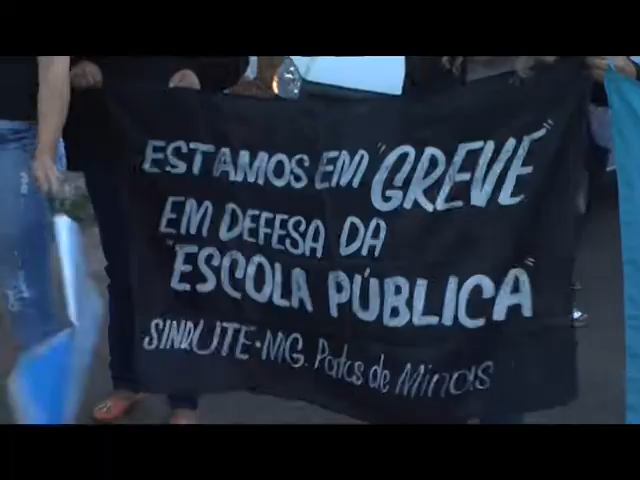 ESTAMOS EM "GREVE"
EM DEFESA DA
"ESCOLA PÚBLICA"
SINDUTE-MG. Patos de Minas